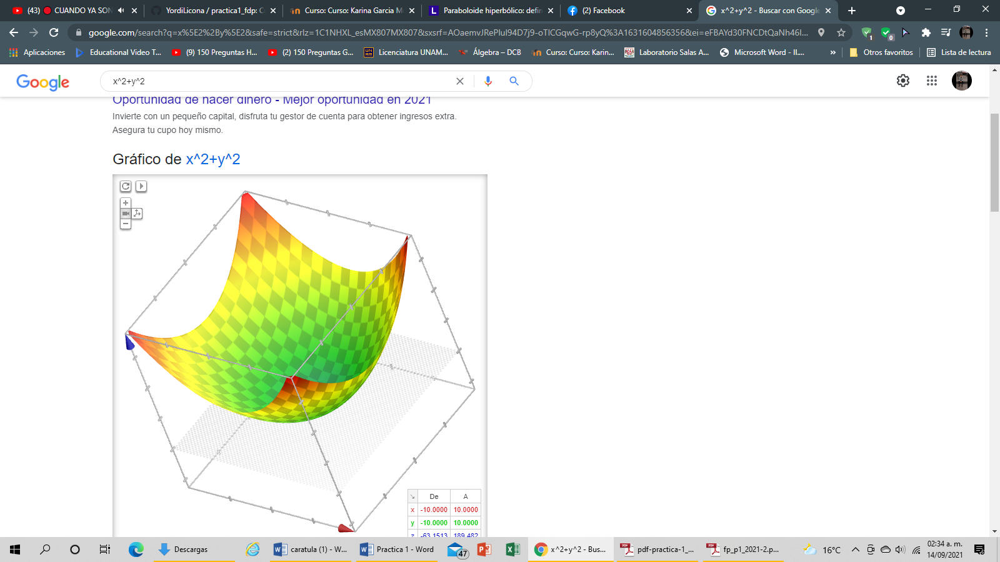 (43) 🔴 CUANDO YA SON
YordiLicona / practica1_fdp: C
Curso: Curso: Karina Garcia M
Paraboloide hiperbólico: defin
(2) Facebook
x^2+y^2 - Buscar con Google
google.com/search?q=x%5E2%2By%5E2&safe=strict&rlz=1C1NHXL_esMX807MX807&sxsrf=AOaemvJRePIul94D7j9-oTlCGqwG-rp8yQ%3A1631604856356&ei=eFBAYd30FNCDtQaNh46I...
1
0
Aplicaciones
Educational Video T...
(9) 150 Preguntas H...
(2) 150 Preguntas G...
Licenciatura UNAM...
Álgebra – DCB
Curso: Curso: Karin...
Laboratorio Salas A...
Microsoft Word - II....
»
Otros favoritos
Lista de lectura
Google
x^2+y^2
Oportunidad de hacer dinero - Mejor oportunidad en 2021
Invierte con un pequeño capital, disfruta tu gestor de cuenta para obtener ingresos extra.
Asegura tu cupo hoy mismo.
Gráfico de x^2+y^2
De A
x -10.0000 10.0000
y -10.0000 10.0000
z -63.1513 189.482
Descargas
caratula (1) - W...
Practica 1 - Word
47
x^2+y^2 - Bus...
pdf-practica-1_...
fp_p1_2021-2.p...
16°C
02:34 a. m.
14/09/2021